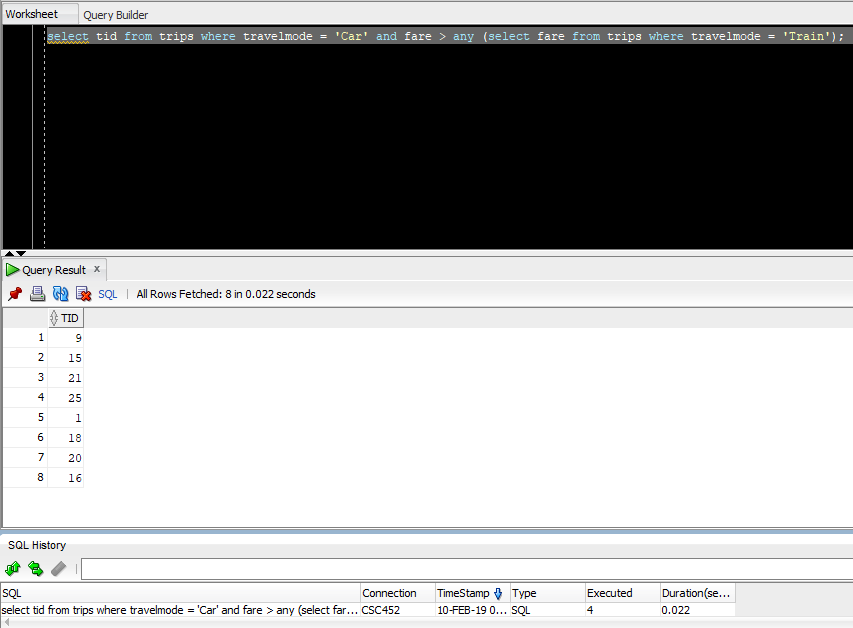 Worksheet Query Builder
select tid from trips where travelmode = 'Car' and fare > any (select fare from trips where travelmode = 'Train');
Query Result x
SQL | All Rows Fetched: 8 in 0.022 seconds
TID
1 9
2 15
3 21
4 25
5 1
6 18
7 20
8 16
SQL History
SQL Connection TimeStamp Type Executed Duration(se...
select tid from trips where travelmode = 'Car' and fare > any (select far... CSC452 10-FEB-19 0... SQL 4 0.022